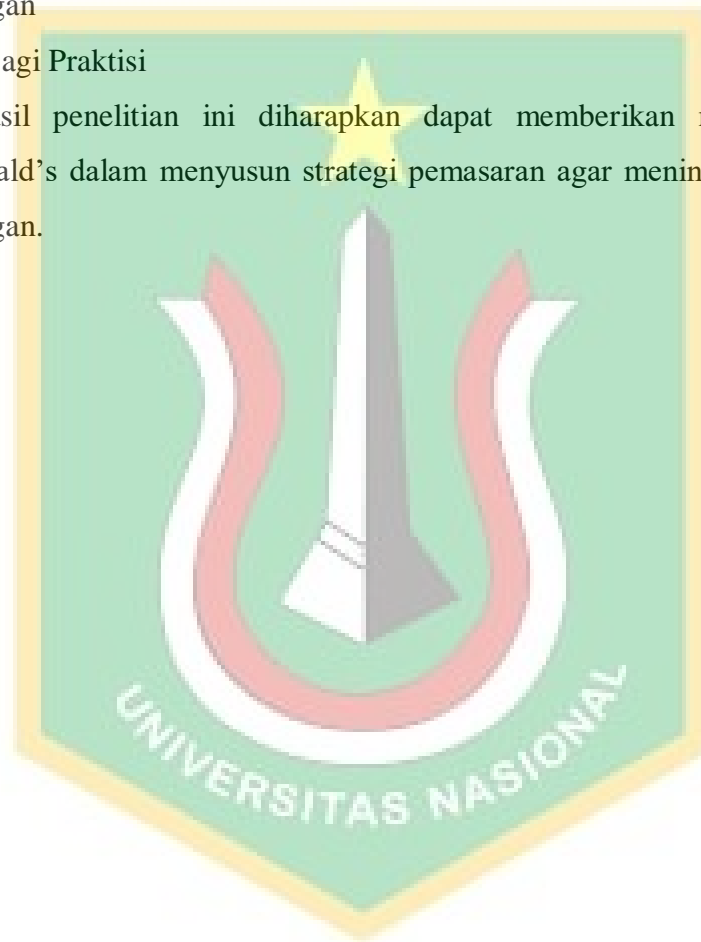 gan
agi Praktisi
sil penelitian ini diharapkan dapat memberikan
ald's dalam menyusun strategi pemasaran agar menin
gan.
UNIVERSITAS NASIONAL